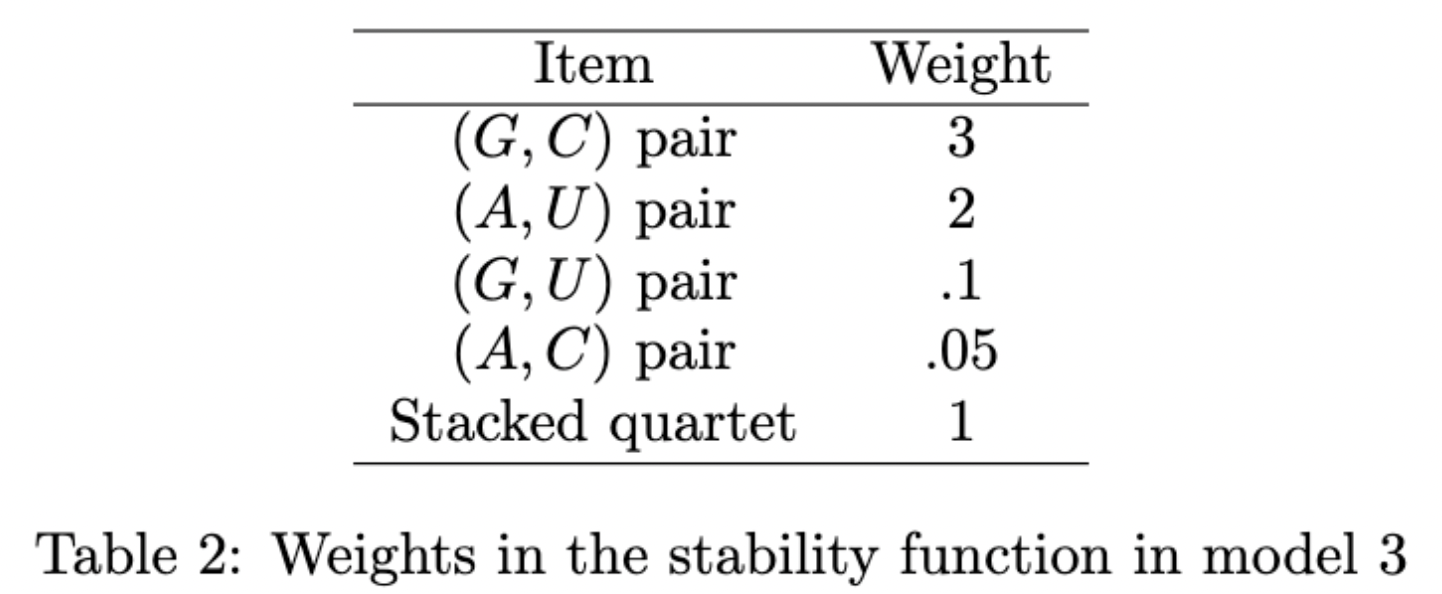 Item Weight
(G, C) pair 3
(A, U) pair 2
(G, U) pair .1
(A, C) pair .05
Stacked quartet 1
Table 2: Weights in the stability function in model 3